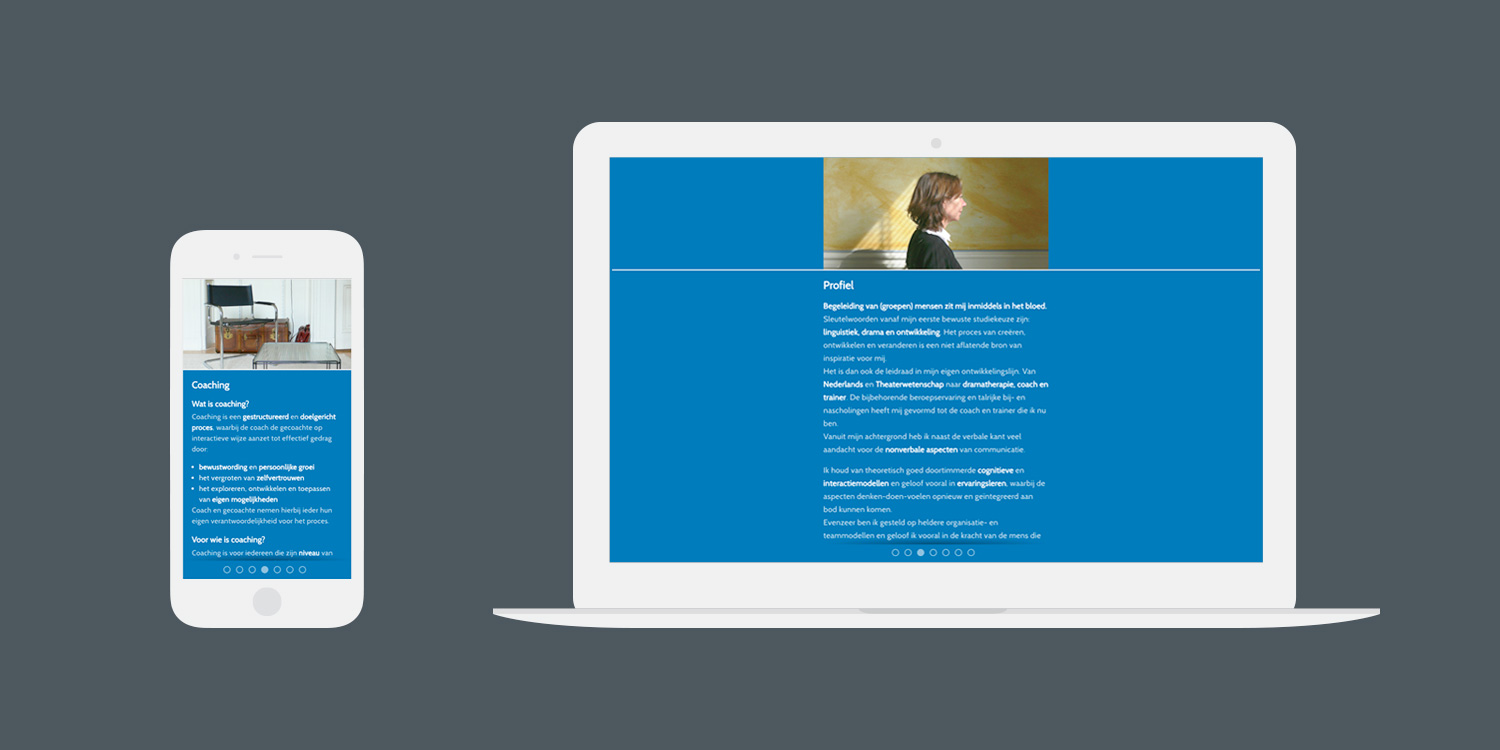 Coaching
Wat is coaching?
Coaching is een gestructureerd en doelgericht
proces, waarbij de coach de gecoachte op
interactieve wijze aanzet tot effectief gedrag
door:
• bewustwording en persoonlijke groei
• het vergroten van zelfvertrouwen
• het exploreren, ontwikkelen en toepassen
van eigen mogelijkheden
Coach en gecoachte nemen hierbij ieder hun
eigen verantwoordelijkheid voor het proces.
Voor wie is coaching?
Coaching is voor iedereen die zijn niveau van
Profiel
Begeleiding van (groepen) mensen zit mij inmiddels in het bloed.
Sleutelwoorden vanaf mijn eerste bewuste studiekeuze zijn:
linguistiek, drama en ontwikkeling. Het proces van creëren,
ontwikkelen en veranderen is een niet aflatende bron van
inspiratie voor mij.
Het is dan ook de leidraad in mijn eigen ontwikkelingslijn. Van
Nederlands en Theaterwetenschap naar dramatherapie, coach en
trainer. De bijbehorende beroepservaring en talrijke bij- en
nascholingen heeft mij gevormd tot de coach en trainer die ik nu
ben.
Vanuit mijn achtergrond heb ik naast de verbale kant veel
aandacht voor de nonverbale aspecten van communicatie.
Ik houd van theoretisch goed doortimmerde cognitieve en
interactiemodellen en geloof vooral in ervaringsleren, waarbij de
aspecten denken-doen-voelen opnieuw en geïntegreerd aan
bod kunnen komen.
Evenzeer ben ik gesteld op heldere organisatie- en
teammodellen en geloof ik vooral in de kracht van de mens die